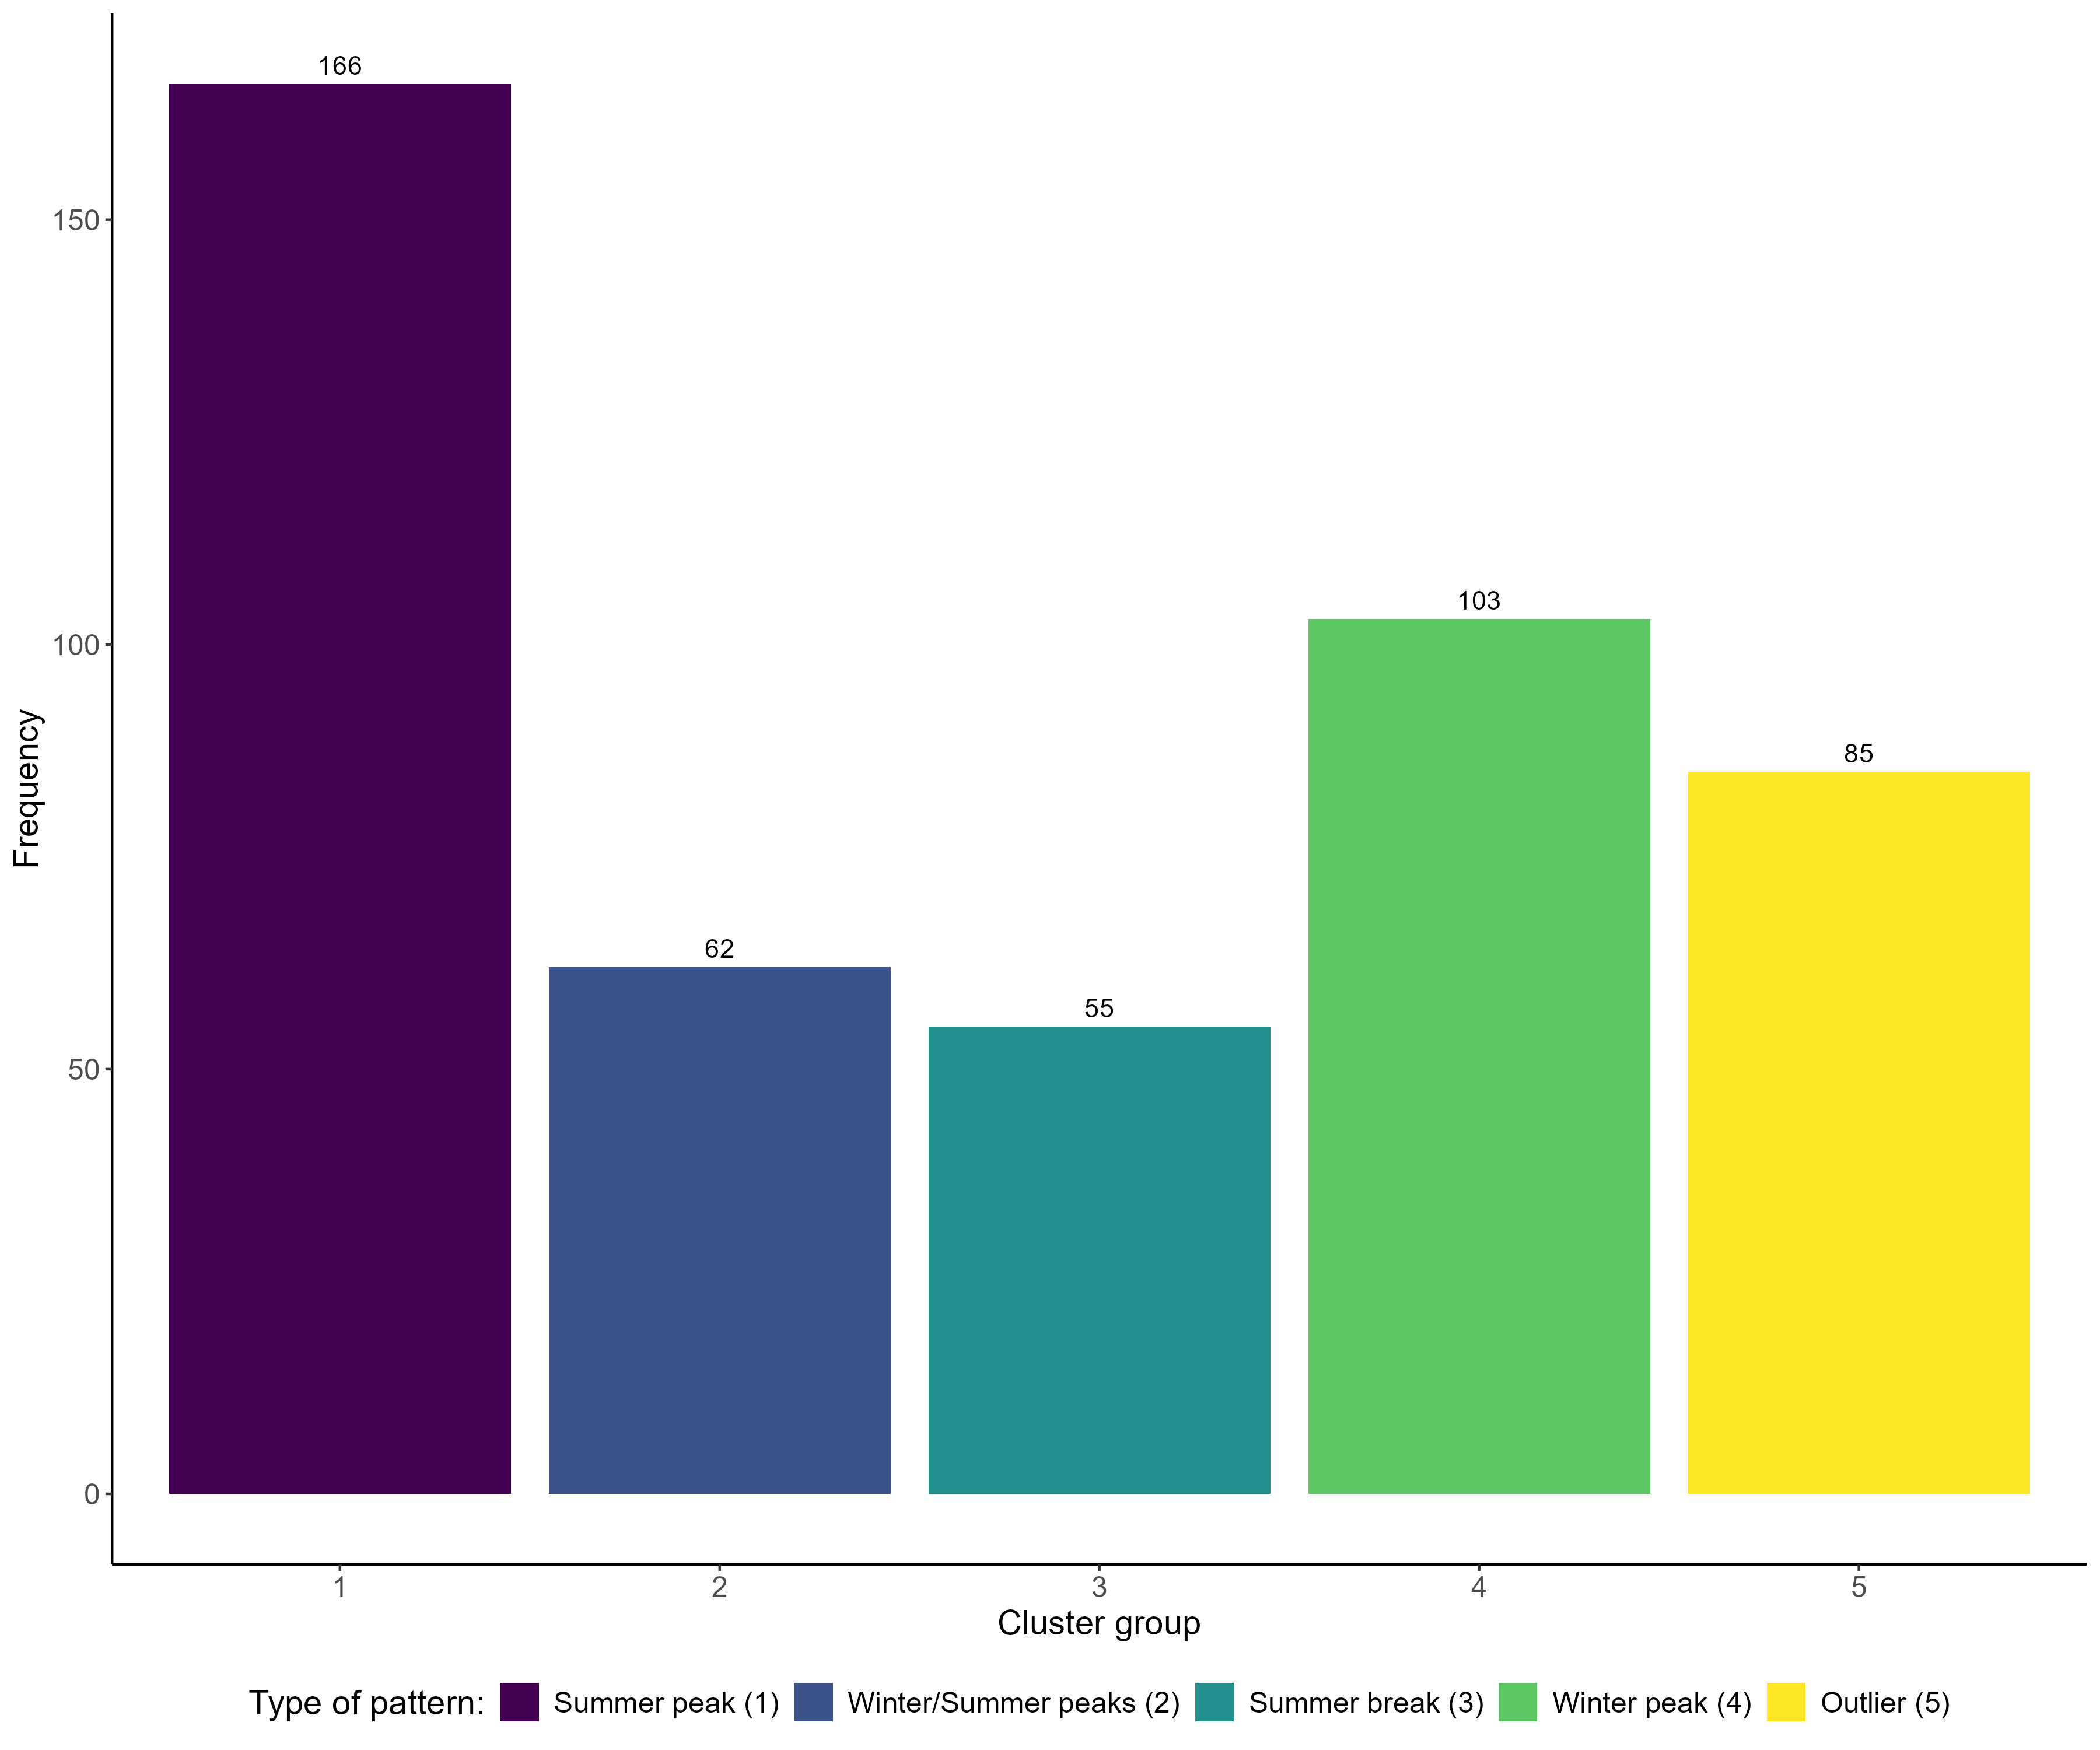 166
150
103
100
85
62
55
50
0
Frequency
1 2 3 4 5
Cluster group
Type of pattern: Summer peak (1) Winter/Summer peaks (2) Summer break (3) Winter peak (4) Outlier (5)